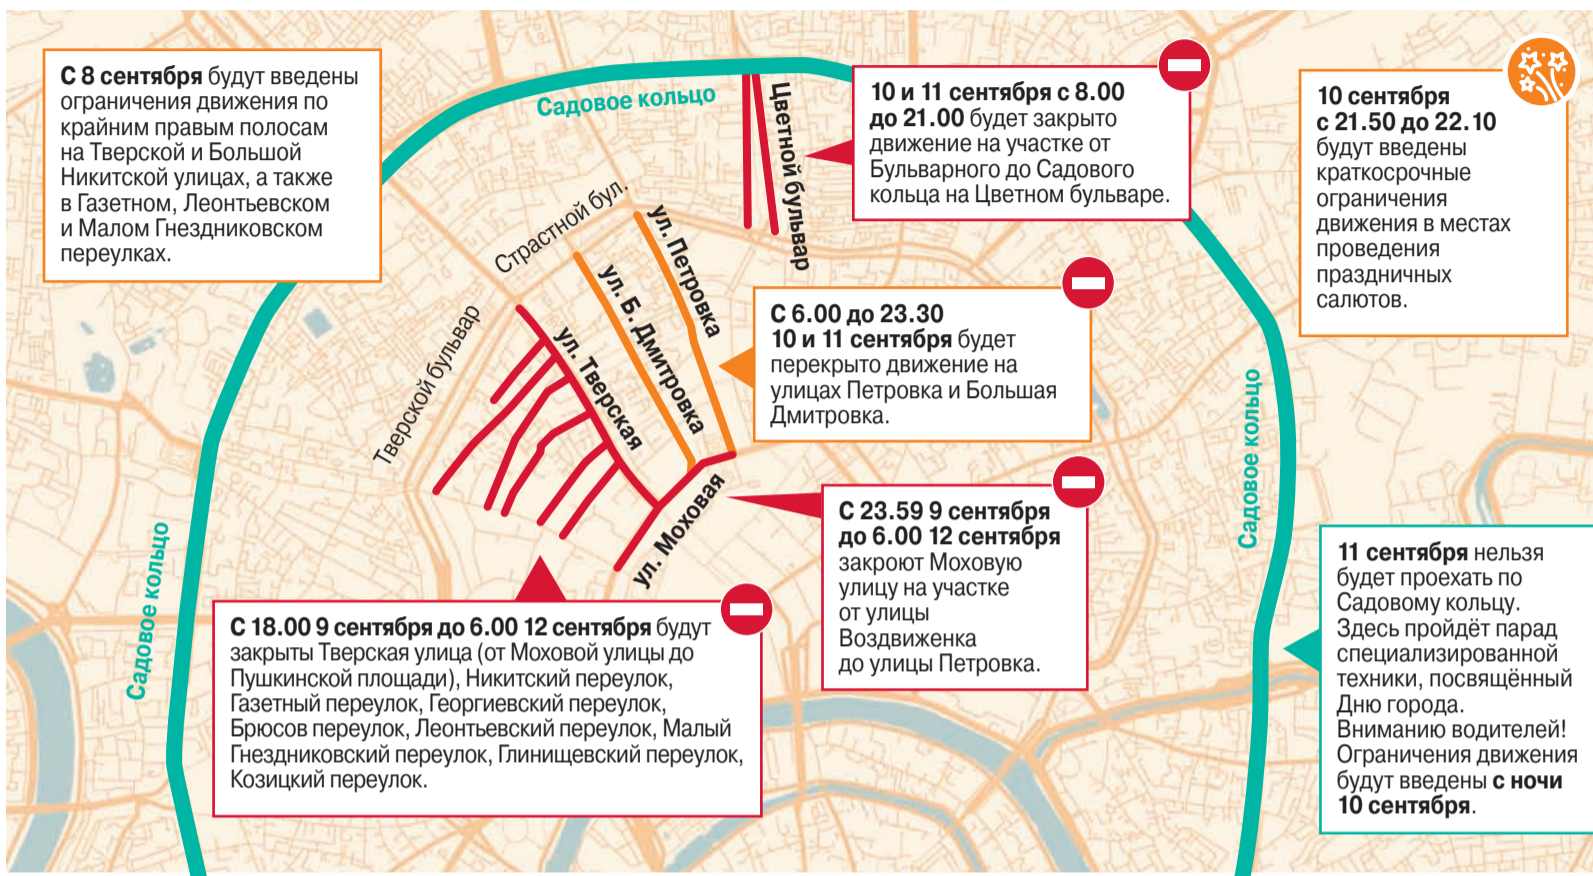 С 8 сентября будут введены
ограничения движения по
крайним правым полосам
на Тверской и Большой
Никитской улицах, а также
в Газетном, Леонтьевском
и Малом Гнездниковском
переулках.
Садовое кольцо
Цветной бульвар
10 и 11 сентября с 8.00
до 21.00 будет закрыто
движение на участке от
Бульварного до Садового
кольца на Цветном бульваре.
10 сентября
с 21.50 до 22.10
будут введены
краткосрочные
ограничения
движения в местах
проведения
праздничных
салютов.
Страстной бул.
ул. Петровка
ул. Б. Дмитровка
ул. Тверская
Тверской бульвар
С 6.00 до 23.30
10 и 11 сентября будет
перекрыто движение на
улицах Петровка и Большая
Дмитровка.
ул. Моховая
С 23.59 9 сентября
до 6.00 12 сентября
закроют Моховую
улицу на участке
от улицы
Воздвиженка
до улицы Петровка.
Садовое кольцо
Садовое кольцо
С 18.00 9 сентября до 6.00 12 сентября будут
закрыты Тверская улица (от Моховой улицы до
Пушкинской площади), Никитский переулок,
Газетный переулок, Георгиевский переулок,
Брюсов переулок, Леонтьевский переулок, Малый
Гнездниковский переулок, Глинищевский переулок,
Козицкий переулок.
11 сентября нельзя
будет проехать по
Садовому кольцу.
Здесь пройдёт парад
специализированной
техники, посвящённый
Дню города.
Вниманию водителей!
Ограничения движения
будут введены с ночи
10 сентября.